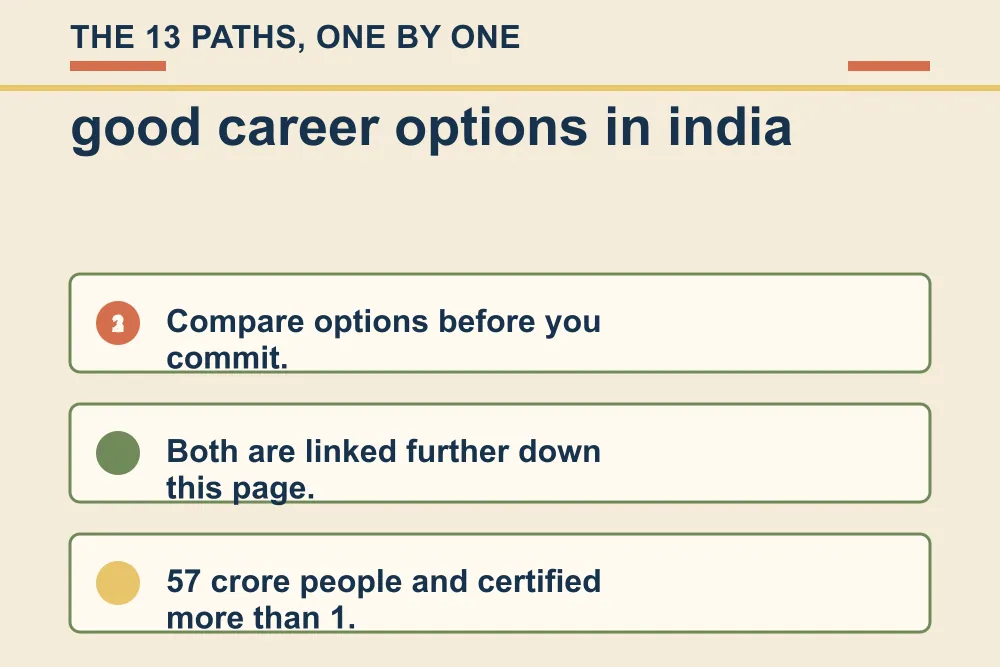 THE 13 PATHS, ONE BY ONE
good career options in india
Compare options before you
commit.
Both are linked further down
this page.
57 crore people and certified
more than 1.